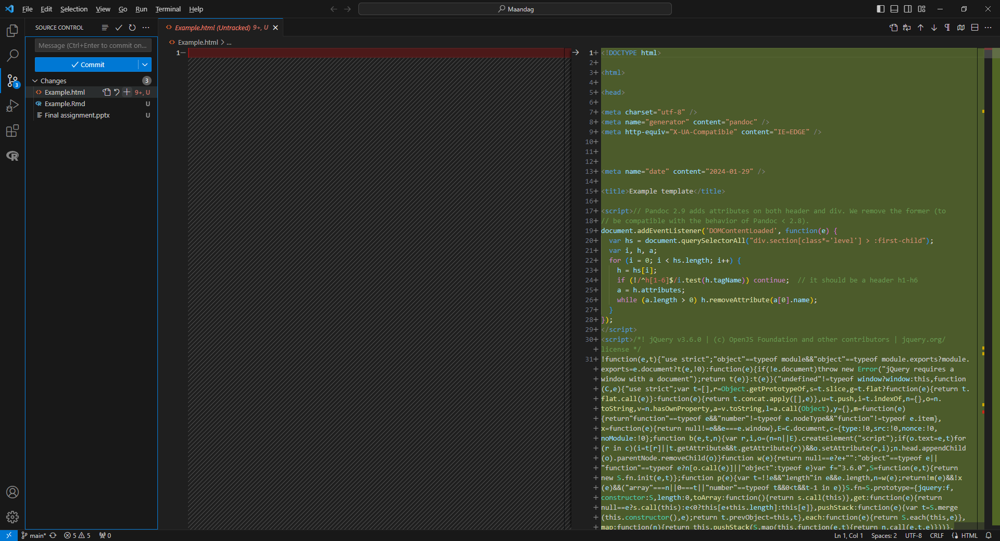 File Edit Selection View Go Run Terminal Help
Maandag
SOURCE CONTROL
Message (Ctrl+Enter to commit on...
Commit
Changes 3
Example.html 9+, U
Example.Rmd U
Final assignment.pptx U
3
Example.html (Untracked) 9+, U
Example.html > ...
1−
1+ <!DOCTYPE html>
2+
3+ <html>
4+
5+ <head>
6+
7+ <meta charset="utf-8" />
8+ <meta name="generator" content="pandoc" />
9+ <meta http-equiv="X-UA-Compatible" content="IE=EDGE" />
10+
11+
12+
13+ <meta name="date" content="2024-01-29" />
14+
15+ <title>Example template</title>
16+
17+ <script>// Pandoc 2.9 adds attributes on both header and div. We remove the former (to
18+ // be compatible with the behavior of Pandoc < 2.8).
19+ document.addEventListener('DOMContentLoaded', function(e) {
20+ var hs = document.querySelectorAll("div.section[class*='level'] > :first-child");
21+ var i, h, a;
22+ for (i = 0; i < hs.length; i++) {
23+ h = hs[i];
24+ if (!/^h[1-6]$/i.test(h.tagName)) continue;  // it should be a header h1-h6
25+ a = h.attributes;
26+ while (a.length > 0) h.removeAttribute(a[0].name);
27+ }
28+ });
29+ </script>
30+ <script>/*! jQuery v3.6.0 | (c) OpenJS Foundation and other contributors | jquery.org/
+ license */
31+ !function(e,t){"use strict";"object"==typeof module&&"object"==typeof module.exports?module.
+ exports=e.document?t(e,!0):function(e){if(!e.document)throw new Error("jQuery requires a
+ window with a document");return t(e)}:t(e)}("undefined"!=typeof window?window:this,function
+ (C,e){"use strict";var t=[],r=Object.getPrototypeOf,s=t.slice,g=t.flat?function(e){return t.
+ flat.call(e)}:function(e){return t.concat.apply([],e)},u=t.push,i=t.indexOf,n={},o=n.
+ toString,v=n.hasOwnProperty,a=v.toString,l=a.call(Object),y={},m=function(e)
+ {return"function"==typeof e&&"number"!=typeof e.nodeType&&"function"!=typeof e.item},
+ x=function(e){return null!=e&&e===e.window},E=C.document,c={type:!0,src:!0,nonce:!0,
+ noModule:!0};function b(e,t,n){var r,i,o=(n=n||E).createElement("script");if(o.text=e,t)for
+ (r in c)(i=t[r]||t.getAttribute&&t.getAttribute(r))&&o.setAttribute(r,i);n.head.appendChild
+ (o).parentNode.removeChild(o)}function w(e){return null==e?e+"":"object"==typeof e||
+ "function"==typeof e?n[o.call(e)]||"object":typeof e}var f="3.6.0",S=function(e,t){return
+ new S.fn.init(e,t)};function p(e){var t=!!e&&"length"in e&&e.length,n=w(e);return!m(e)&&!x
+ (e)&&("array"===n||0===t||"number"==typeof t&&0<t&&t-1 in e)}S.fn=S.prototype={jquery:f,
+ constructor:S,length:0,toArray:function(){return s.call(this)},get:function(e){return
+ null==e?s.call(this):e<0?this[e+this.length]:this[e]},pushStack:function(e){var t=S.merge
+ (this.constructor(),e);return t.prevObject=this,t},each:function(e){return S.each(this,e)},
+ map:function(n){return this.pushStack(S.map(this,function(e,t){return n.call(e,t,e)}))},
main* 5 5 0
Ln 1, Col 1 Spaces: 2 UTF-8 CRLF HTML